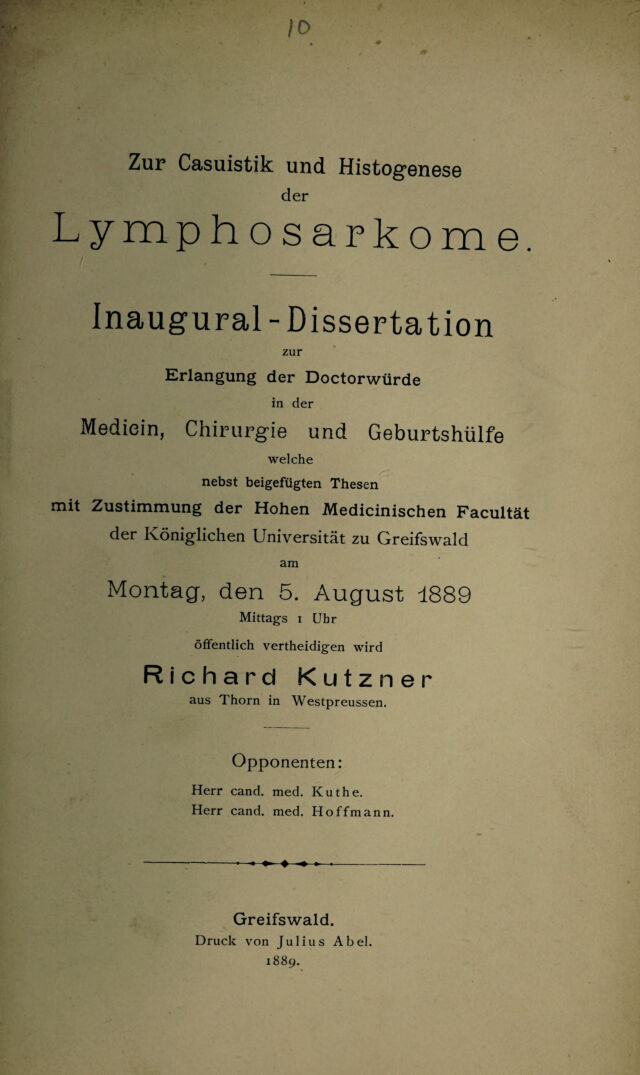 10
Zur Casuistik und Histogenese
der
Lymphosarkome.
Inaugural-Dissertation
zur
Erlangung der Doctorwürde
in der
Medicin, Chirurgie und Geburtshülfe
welche
nebst beigefügten Thesen
mit Zustimmung der Hohen Medicinischen Facultät
der Königlichen Universität zu Greifswald
am
Montag, den 5. August 1889
Mittags 1 Uhr
öffentlich vertheidigen wird
Richard Kutzner
aus Thorn in Westpreussen.
Opponenten:
Herr cand. med. Kuthe.
Herr cand. med. Hoffmann.
Greifswald.
Druck von Julius Abel.
1889.